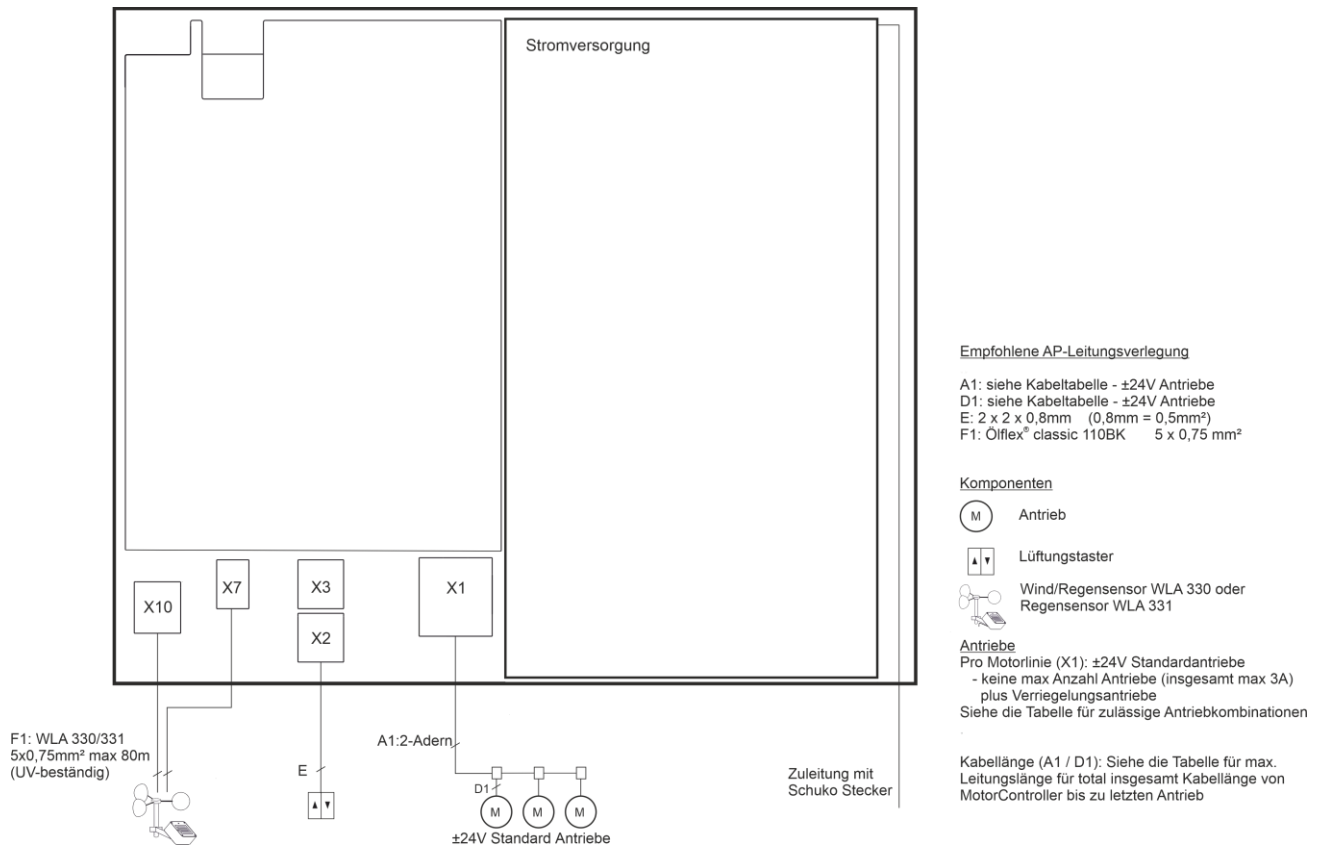 Stromversorgung
X10
X7
X3
X2
X1
F1: WLA 330/331
5x0,75mm² max 80m
(UV-beständig)
E
A1:2-Adern
D1
M
M
M
±24V Standard Antriebe
Zuleitung mit
Schuko Stecker
Empfohlene AP-Leitungsverlegung
A1: siehe Kabeltabelle - ±24V Antriebe
D1: siehe Kabeltabelle - ±24V Antriebe
E: 2 x 2 x 0,8mm (0,8mm = 0,5mm²)
F1: Ölflex® classic 110BK 5 x 0,75 mm²
Komponenten
M Antrieb
Lüftungstaster
Wind/Regensensor WLA 330 oder
Regensensor WLA 331
Antriebe
Pro Motorlinie (X1): ±24V Standardantriebe
- keine max Anzahl Antriebe (insgesamt max 3A)
plus Verriegelungsantriebe
Siehe die Tabelle für zulässige Antriebkombinationen
Kabellänge (A1 / D1): Siehe die Tabelle für max.
Leitungslänge für total insgesamt Kabellänge von
MotorController bis zu letzten Antrieb